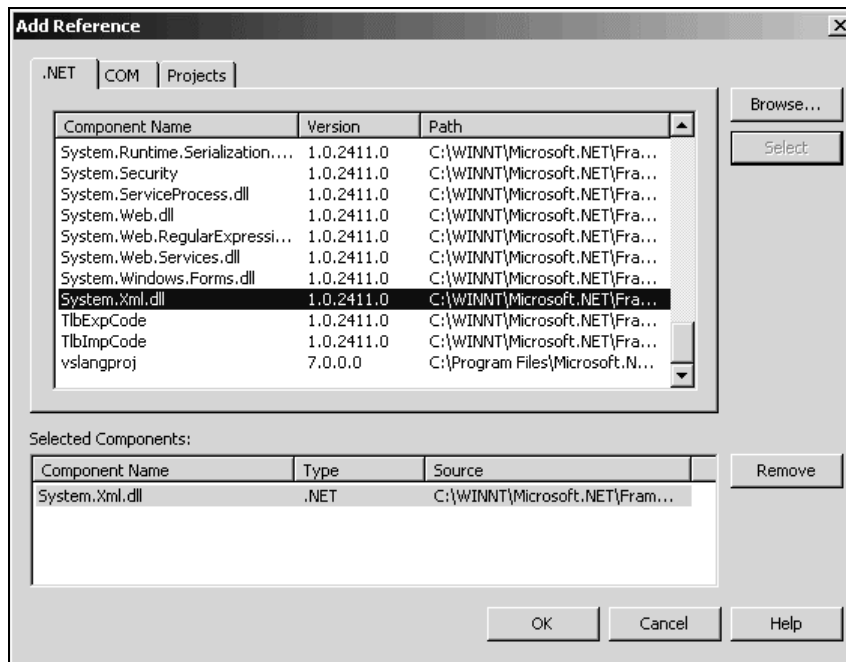 Add Reference
.NET COM Projects
Browse...
Component Name Version Path
Select
System.Runtime.Serialization.... 1.0.2411.0 C:\WINNT\Microsoft.NET\Fra...
System.Security 1.0.2411.0 C:\WINNT\Microsoft.NET\Fra...
System.ServiceProcess.dll 1.0.2411.0 C:\WINNT\Microsoft.NET\Fra...
System.Web.dll 1.0.2411.0 C:\WINNT\Microsoft.NET\Fra...
System.Web.RegularExpressi... 1.0.2411.0 C:\WINNT\Microsoft.NET\Fra...
System.Web.Services.dll 1.0.2411.0 C:\WINNT\Microsoft.NET\Fra...
System.Windows.Forms.dll 1.0.2411.0 C:\WINNT\Microsoft.NET\Fra...
System.Xml.dll 1.0.2411.0 C:\WINNT\Microsoft.NET\Fra...
TlbExpCode 1.0.2411.0 C:\WINNT\Microsoft.NET\Fra...
TlbImpCode 1.0.2411.0 C:\WINNT\Microsoft.NET\Fra...
vslangproj 7.0.0.0 C:\Program Files\Microsoft.N...
Selected Components:
Component Name Type Source
Remove
System.Xml.dll .NET C:\WINNT\Microsoft.NET\Fram...
OK Cancel Help